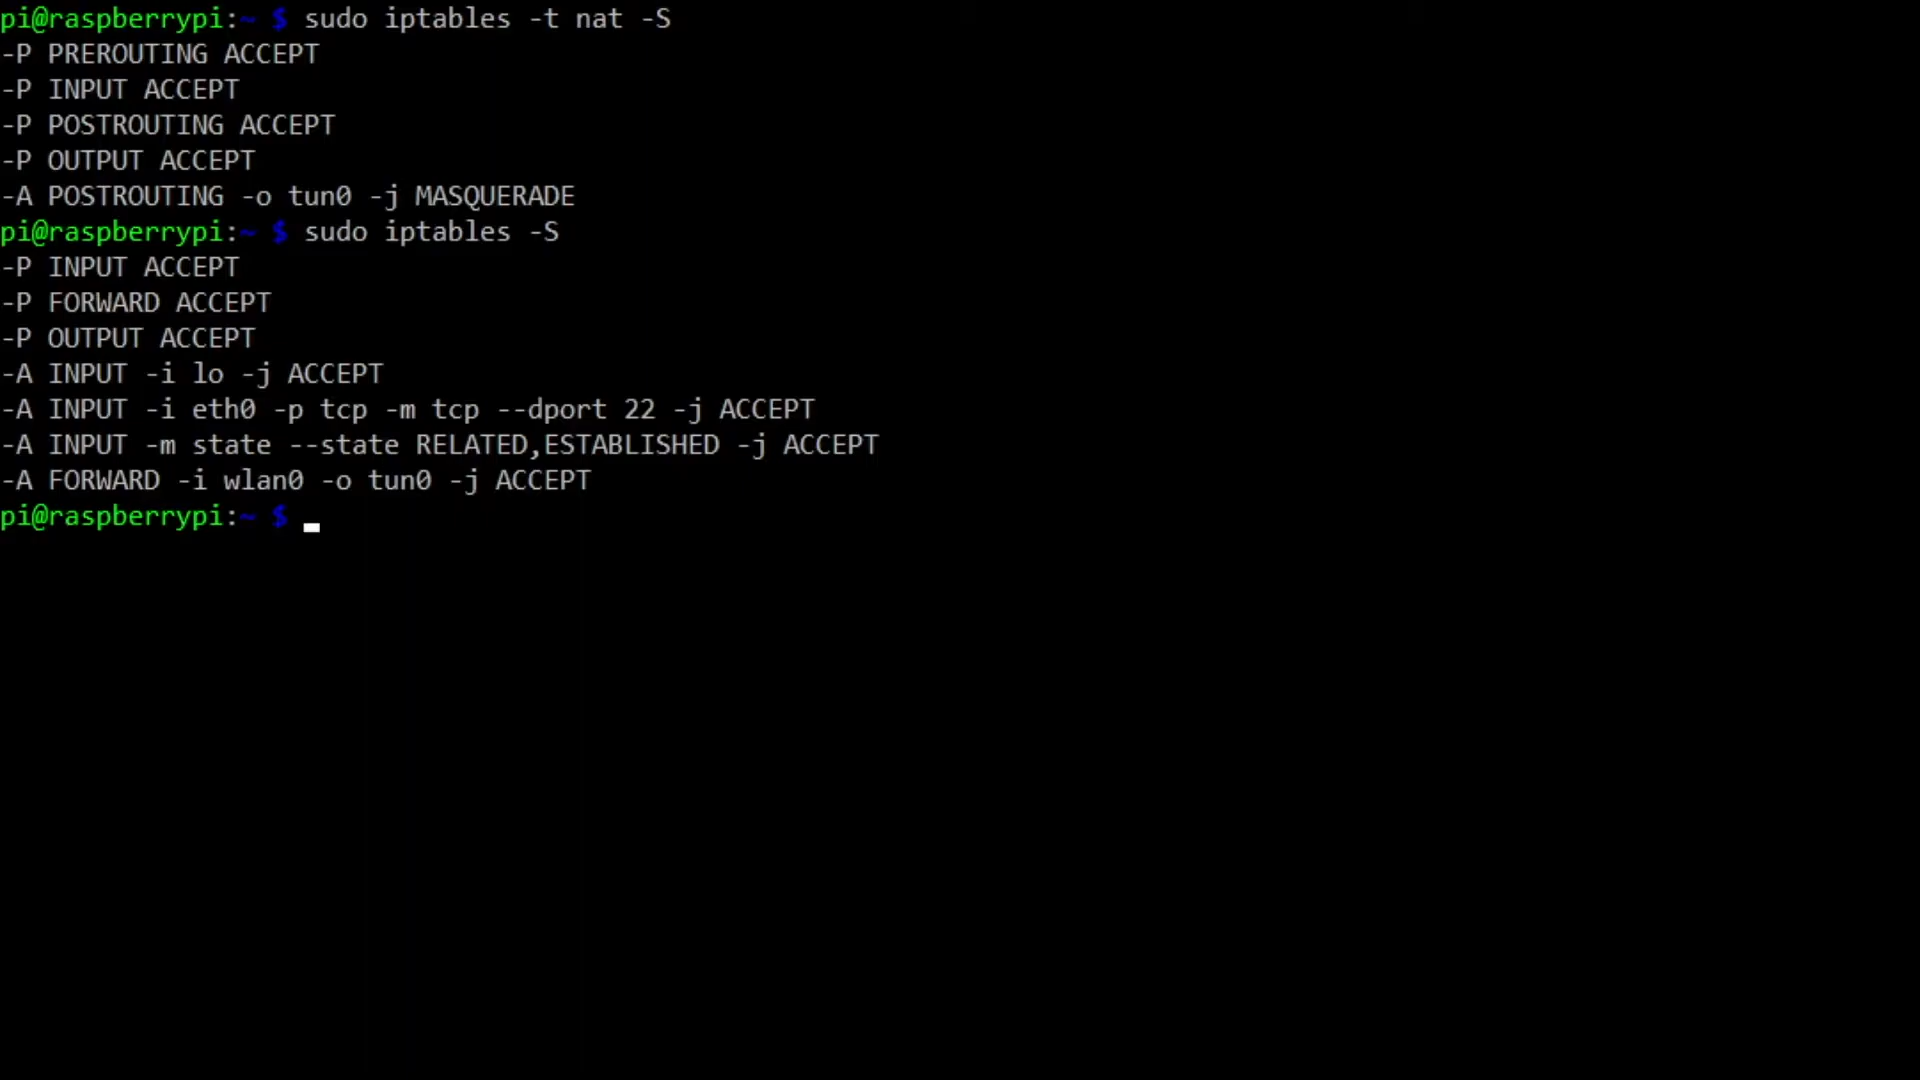 pi@raspberrypi:~ $ sudo iptables -t nat -S
-P PREROUTING ACCEPT
-P INPUT ACCEPT
-P POSTROUTING ACCEPT
-P OUTPUT ACCEPT
-A POSTROUTING -o tun0 -j MASQUERADE
pi@raspberrypi:~ $ sudo iptables -S
-P INPUT ACCEPT
-P FORWARD ACCEPT
-P OUTPUT ACCEPT
-A INPUT -i lo -j ACCEPT
-A INPUT -i eth0 -p tcp -m tcp --dport 22 -j ACCEPT
-A INPUT -m state --state RELATED,ESTABLISHED -j ACCEPT
-A FORWARD -i wlan0 -o tun0 -j ACCEPT
pi@raspberrypi:~ $